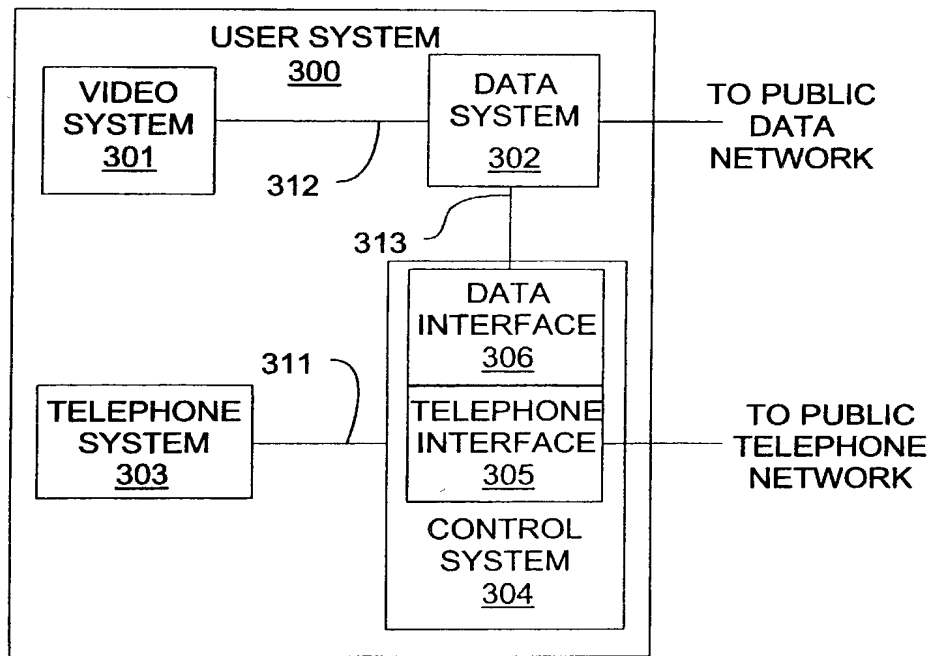 USER SYSTEM
300
VIDEO
SYSTEM
301
DATA
SYSTEM
302
TO PUBLIC
DATA
NETWORK
312
313
DATA
INTERFACE
306
311
TELEPHONE
SYSTEM
303
TELEPHONE
INTERFACE
305
TO PUBLIC
TELEPHONE
NETWORK
CONTROL
SYSTEM
304